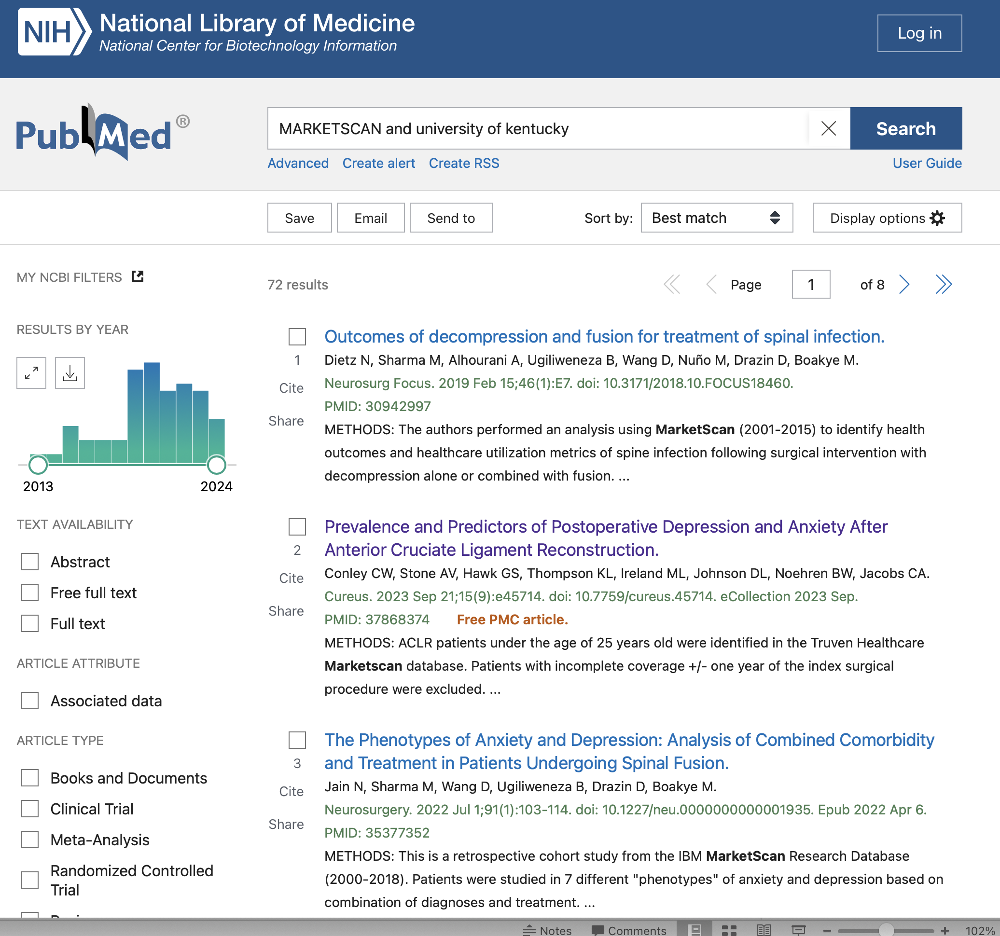 NIH National Library of Medicine
National Center for Biotechnology Information
Log in
PubMed®
MARKETSCAN and university of kentucky
Search
Advanced Create alert Create RSS
User Guide
Save Email Send to
Sort by: Best match
Display options
MY NCBI FILTERS
72 results
Page 1 of 8
RESULTS BY YEAR
2013 2024
TEXT AVAILABILITY
Abstract
Free full text
Full text
ARTICLE ATTRIBUTE
Associated data
ARTICLE TYPE
Books and Documents
Clinical Trial
Meta-Analysis
Randomized Controlled
Trial
1
Cite
Share
Outcomes of decompression and fusion for treatment of spinal infection.
Dietz N, Sharma M, Alhourani A, Ugiliweneza B, Wang D, Nuño M, Drazin D, Boakye M.
Neurosurg Focus. 2019 Feb 15;46(1):E7. doi: 10.3171/2018.10.FOCUS18460.
PMID: 30942997
METHODS: The authors performed an analysis using MarketScan (2001-2015) to identify health
outcomes and healthcare utilization metrics of spine infection following surgical intervention with
decompression alone or combined with fusion. ...
2
Cite
Share
Prevalence and Predictors of Postoperative Depression and Anxiety After
Anterior Cruciate Ligament Reconstruction.
Conley CW, Stone AV, Hawk GS, Thompson KL, Ireland ML, Johnson DL, Noehren BW, Jacobs CA.
Cureus. 2023 Sep 21;15(9):e45714. doi: 10.7759/cureus.45714. eCollection 2023 Sep.
PMID: 37868374 Free PMC article.
METHODS: ACLR patients under the age of 25 years old were identified in the Truven Healthcare
Marketscan database. Patients with incomplete coverage +/- one year of the index surgical
procedure were excluded. ...
3
Cite
Share
The Phenotypes of Anxiety and Depression: Analysis of Combined Comorbidity
and Treatment in Patients Undergoing Spinal Fusion.
Jain N, Sharma M, Wang D, Ugiliweneza B, Drazin D, Boakye M.
Neurosurgery. 2022 Jul 1;91(1):103-114. doi: 10.1227/neu.0000000000001935. Epub 2022 Apr 6.
PMID: 35377352
METHODS: This is a retrospective cohort study from the IBM MarketScan Research Database
(2000-2018). Patients were studied in 7 different "phenotypes" of anxiety and depression based on
combination of diagnoses and treatment. ...
Notes Comments 102%